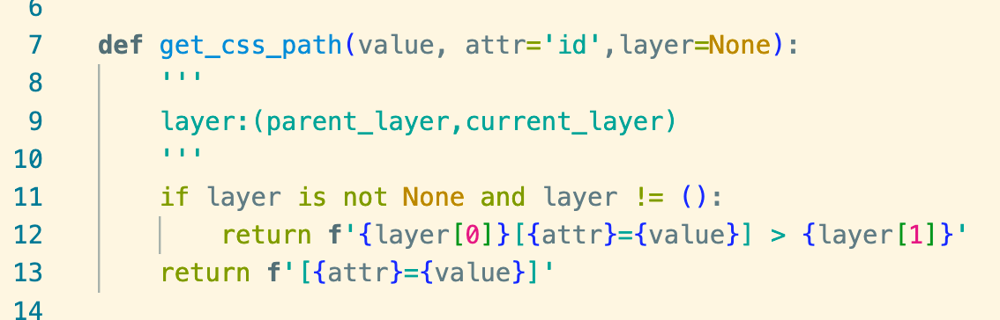 6
7 def get_css_path(value, attr='id',layer=None):
8 '''
9 layer:(parent_layer,current_layer)
10 '''
11 if layer is not None and layer != ():
12 return f'{layer[0]}[{attr}={value}] > {layer[1]}'
13 return f'[{attr}={value}]'
14